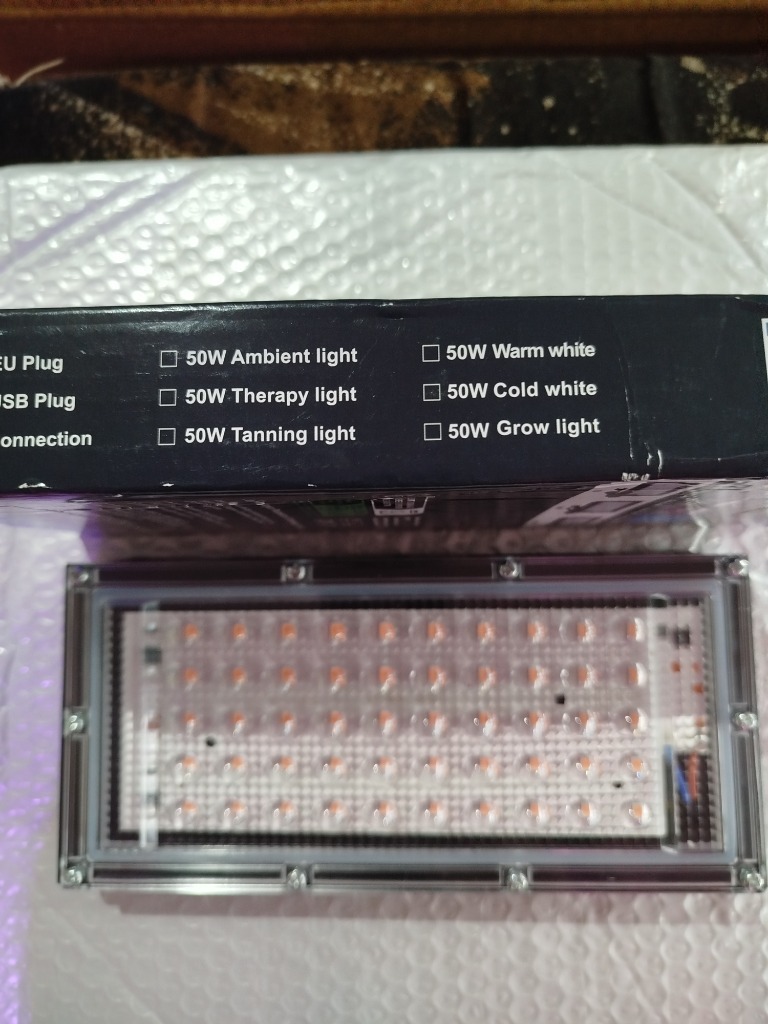 EU Plug
50W Ambient light
50W Warm white
USB Plug
50W Therapy light
50W Cold white
50W Tanning light
50W Grow light